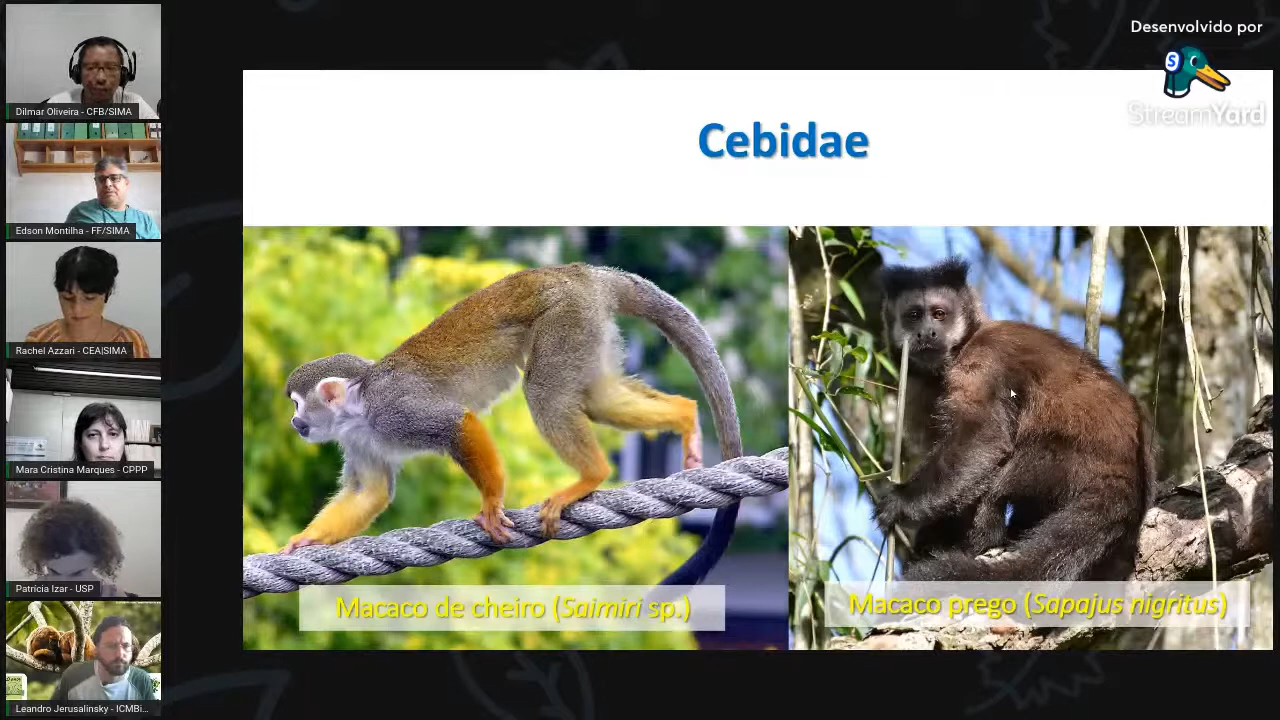 Desenvolvido por
StreamYard
Cebidae
Macaco de cheiro (Saimiri sp.)
Macaco prego (Sapajus nigritus)
Dilmar Oliveira - CFB/SIMA
Edson Montilha - FF/SIMA
Rachel Azzari - CEA|SIMA
Mara Cristina Marques - CPPP
Patrícia Izar - USP
Leandro Jerusalinsky - ICMBi...